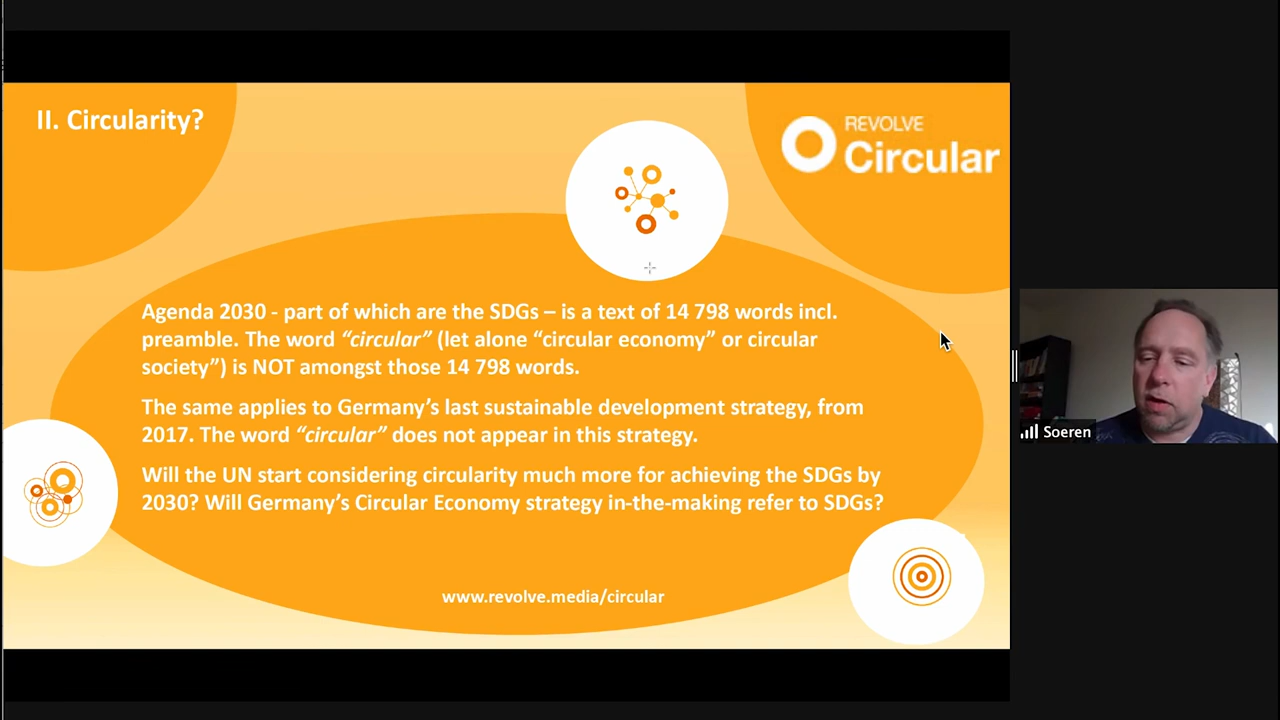 II. Circularity?
REVOLVE
Circular
Agenda 2030 - part of which are the SDGs – is a text of 14 798 words incl.
preamble. The word “circular” (let alone “circular economy” or circular
society”) is NOT amongst those 14 798 words.
The same applies to Germany’s last sustainable development strategy, from
2017. The word “circular” does not appear in this strategy.
Will the UN start considering circularity much more for achieving the SDGs by
2030? Will Germany’s Circular Economy strategy in-the-making refer to SDGs?
www.revolve.media/circular
Soeren